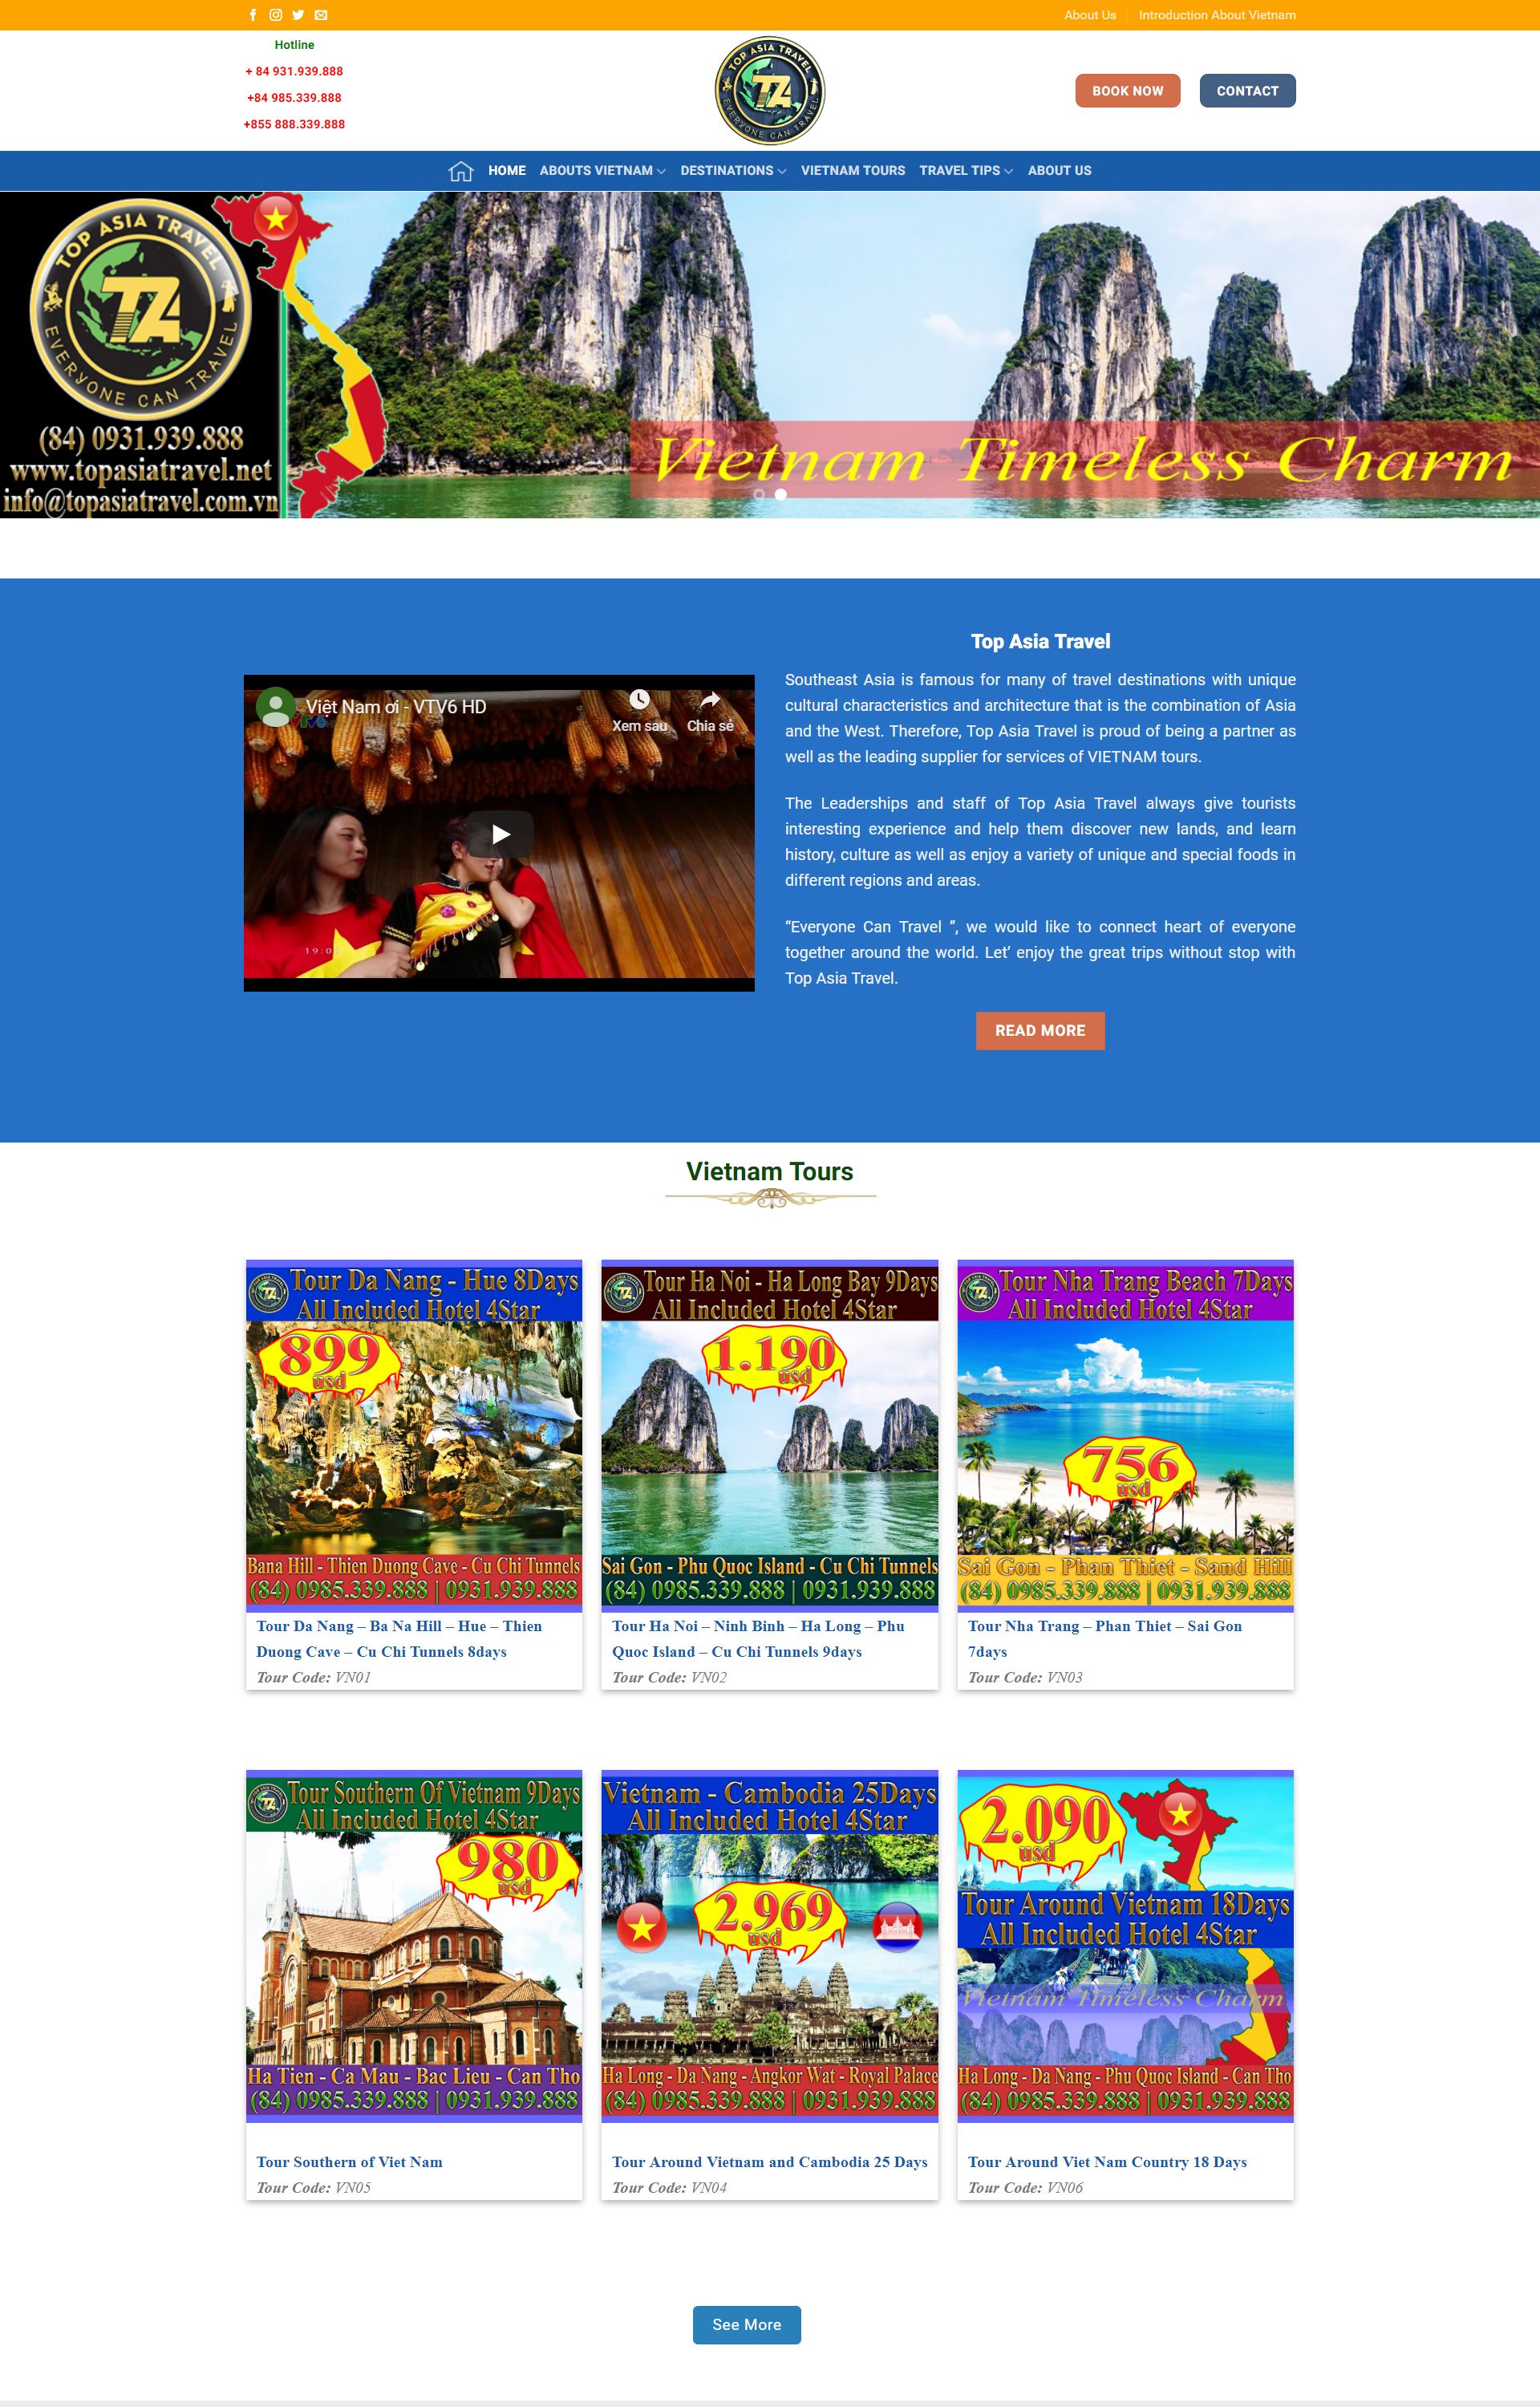 About Us
Introduction About Vietnam
Hotline
+ 84 931.939.888
+84 985.339.888
+855 888.339.888
TOP ASIA TRAVEL
TA
EVERYONE CAN TRAVEL
BOOK NOW
CONTACT
HOME
ABOUTS VIETNAM
DESTINATIONS
VIETNAM TOURS
TRAVEL TIPS
ABOUT US
TOP ASIA TRAVEL
TA
EVERYONE CAN TRAVEL
(84) 0931.939.888
www.topasiatravel.net
info@topasiatravel.com.vn
Vietnam Timeless Charm
Việt Nam ơi - VTV6 HD
Xem sau
Chia sẻ
Top Asia Travel
Southeast Asia is famous for many of travel destinations with unique
cultural characteristics and architecture that is the combination of Asia
and the West. Therefore, Top Asia Travel is proud of being a partner as
well as the leading supplier for services of VIETNAM tours.
The Leaderships and staff of Top Asia Travel always give tourists
interesting experience and help them discover new lands, and learn
history, culture as well as enjoy a variety of unique and special foods in
different regions and areas.
“Everyone Can Travel ”, we would like to connect heart of everyone
together around the world. Let’ enjoy the great trips without stop with
Top Asia Travel.
READ MORE
Vietnam Tours
Tour Da Nang - Hue 8Days
All Included Hotel 4Star
899
usd
Bana Hill - Thien Duong Cave - Cu Chi Tunnels
(84) 0985.339.888 | 0931.939.888
Tour Da Nang – Ba Na Hill – Hue – Thien
Duong Cave – Cu Chi Tunnels 8days
Tour Code: VN01
Tour Ha Noi - Ha Long Bay 9Days
All Included Hotel 4Star
1.190
usd
Sai Gon - Phu Quoc Island - Cu Chi Tunnels
(84) 0985.339.888 | 0931.939.888
Tour Ha Noi – Ninh Binh – Ha Long – Phu
Quoc Island – Cu Chi Tunnels 9days
Tour Code: VN02
Tour Nha Trang Beach 7Days
All Included Hotel 4Star
756
usd
Sai Gon - Phan Thiet - Sand Hill
(84) 0985.339.888 | 0931.939.888
Tour Nha Trang – Phan Thiet – Sai Gon
7days
Tour Code: VN03
Tour Southern Of Vietnam 9Days
All Included Hotel 4Star
980
usd
Ha Tien - Ca Mau - Bac Lieu - Can Tho
(84) 0985.339.888 | 0931.939.888
Tour Southern of Viet Nam
Tour Code: VN05
Vietnam - Cambodia 25Days
All Included Hotel 4Star
2.969
usd
Ha Long - Da Nang - Angkor Wat - Royal Palace
(84) 0985.339.888 | 0931.939.888
Tour Around Vietnam and Cambodia 25 Days
Tour Code: VN04
2.090
usd
Tour Around Vietnam 18Days
All Included Hotel 4Star
Vietnam Timeless Charm
Ha Long - Da Nang - Phu Quoc Island - Can Tho
(84) 0985.339.888 | 0931.939.888
Tour Around Viet Nam Country 18 Days
Tour Code: VN06
See More